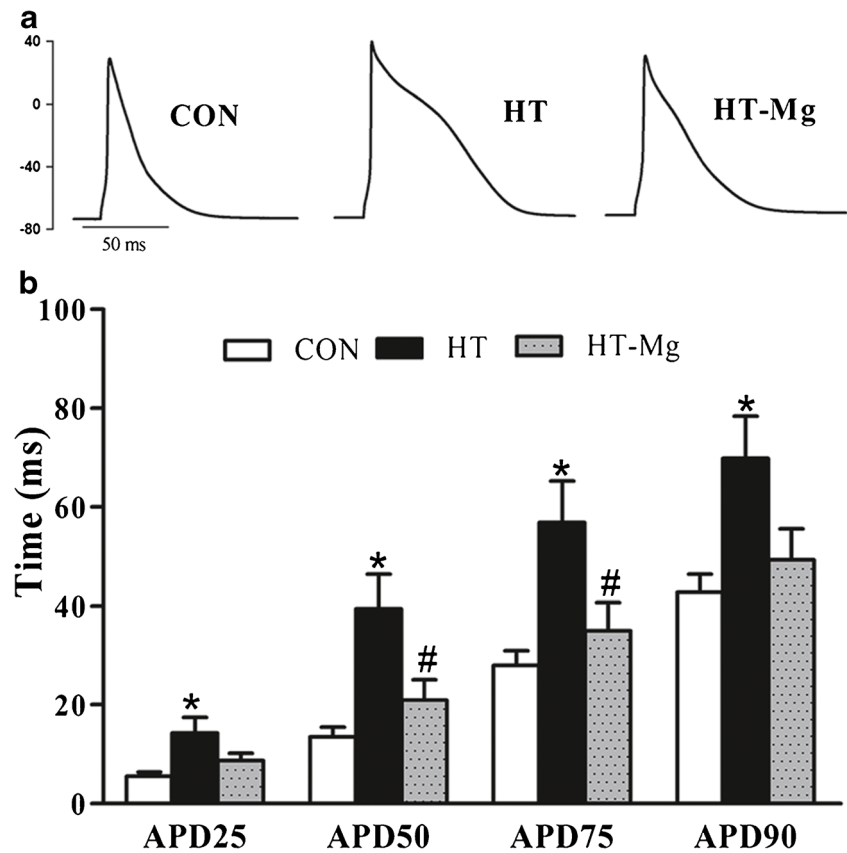 a
40
0
-40
-80
CON
HT
HT-Mg
50 ms
b
100
80
60
40
20
0
Time (ms)
CON HT HT-Mg
*
*
#
*
#
*
APD25 APD50 APD75 APD90